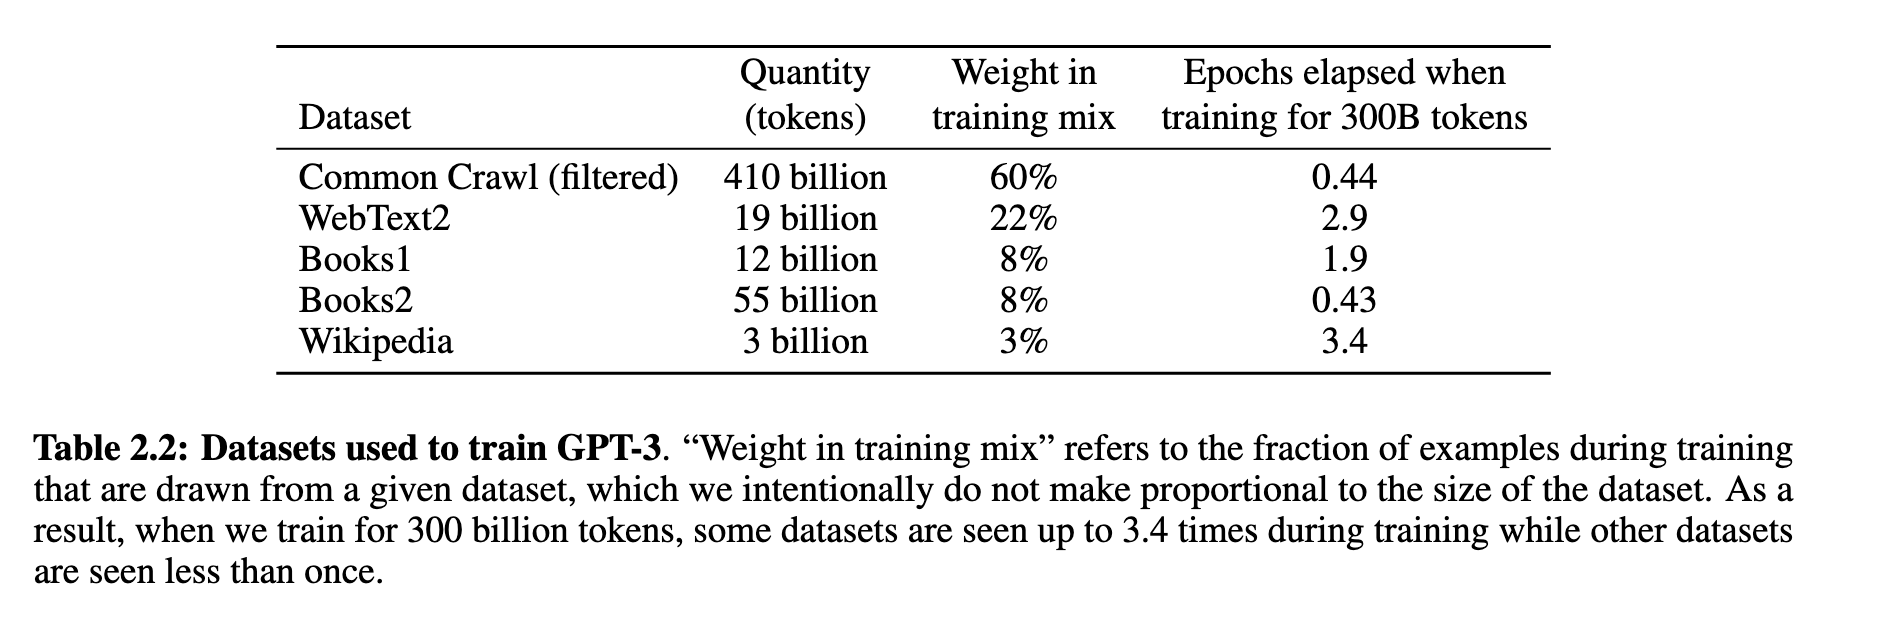 Dataset Quantity (tokens) Weight in training mix Epochs elapsed when training for 300B tokens
Common Crawl (filtered) 410 billion 60% 0.44
WebText2 19 billion 22% 2.9
Books1 12 billion 8% 1.9
Books2 55 billion 8% 0.43
Wikipedia 3 billion 3% 3.4
Table 2.2: Datasets used to train GPT-3. “Weight in training mix” refers to the fraction of examples during training
that are drawn from a given dataset, which we intentionally do not make proportional to the size of the dataset. As a
result, when we train for 300 billion tokens, some datasets are seen up to 3.4 times during training while other datasets
are seen less than once.